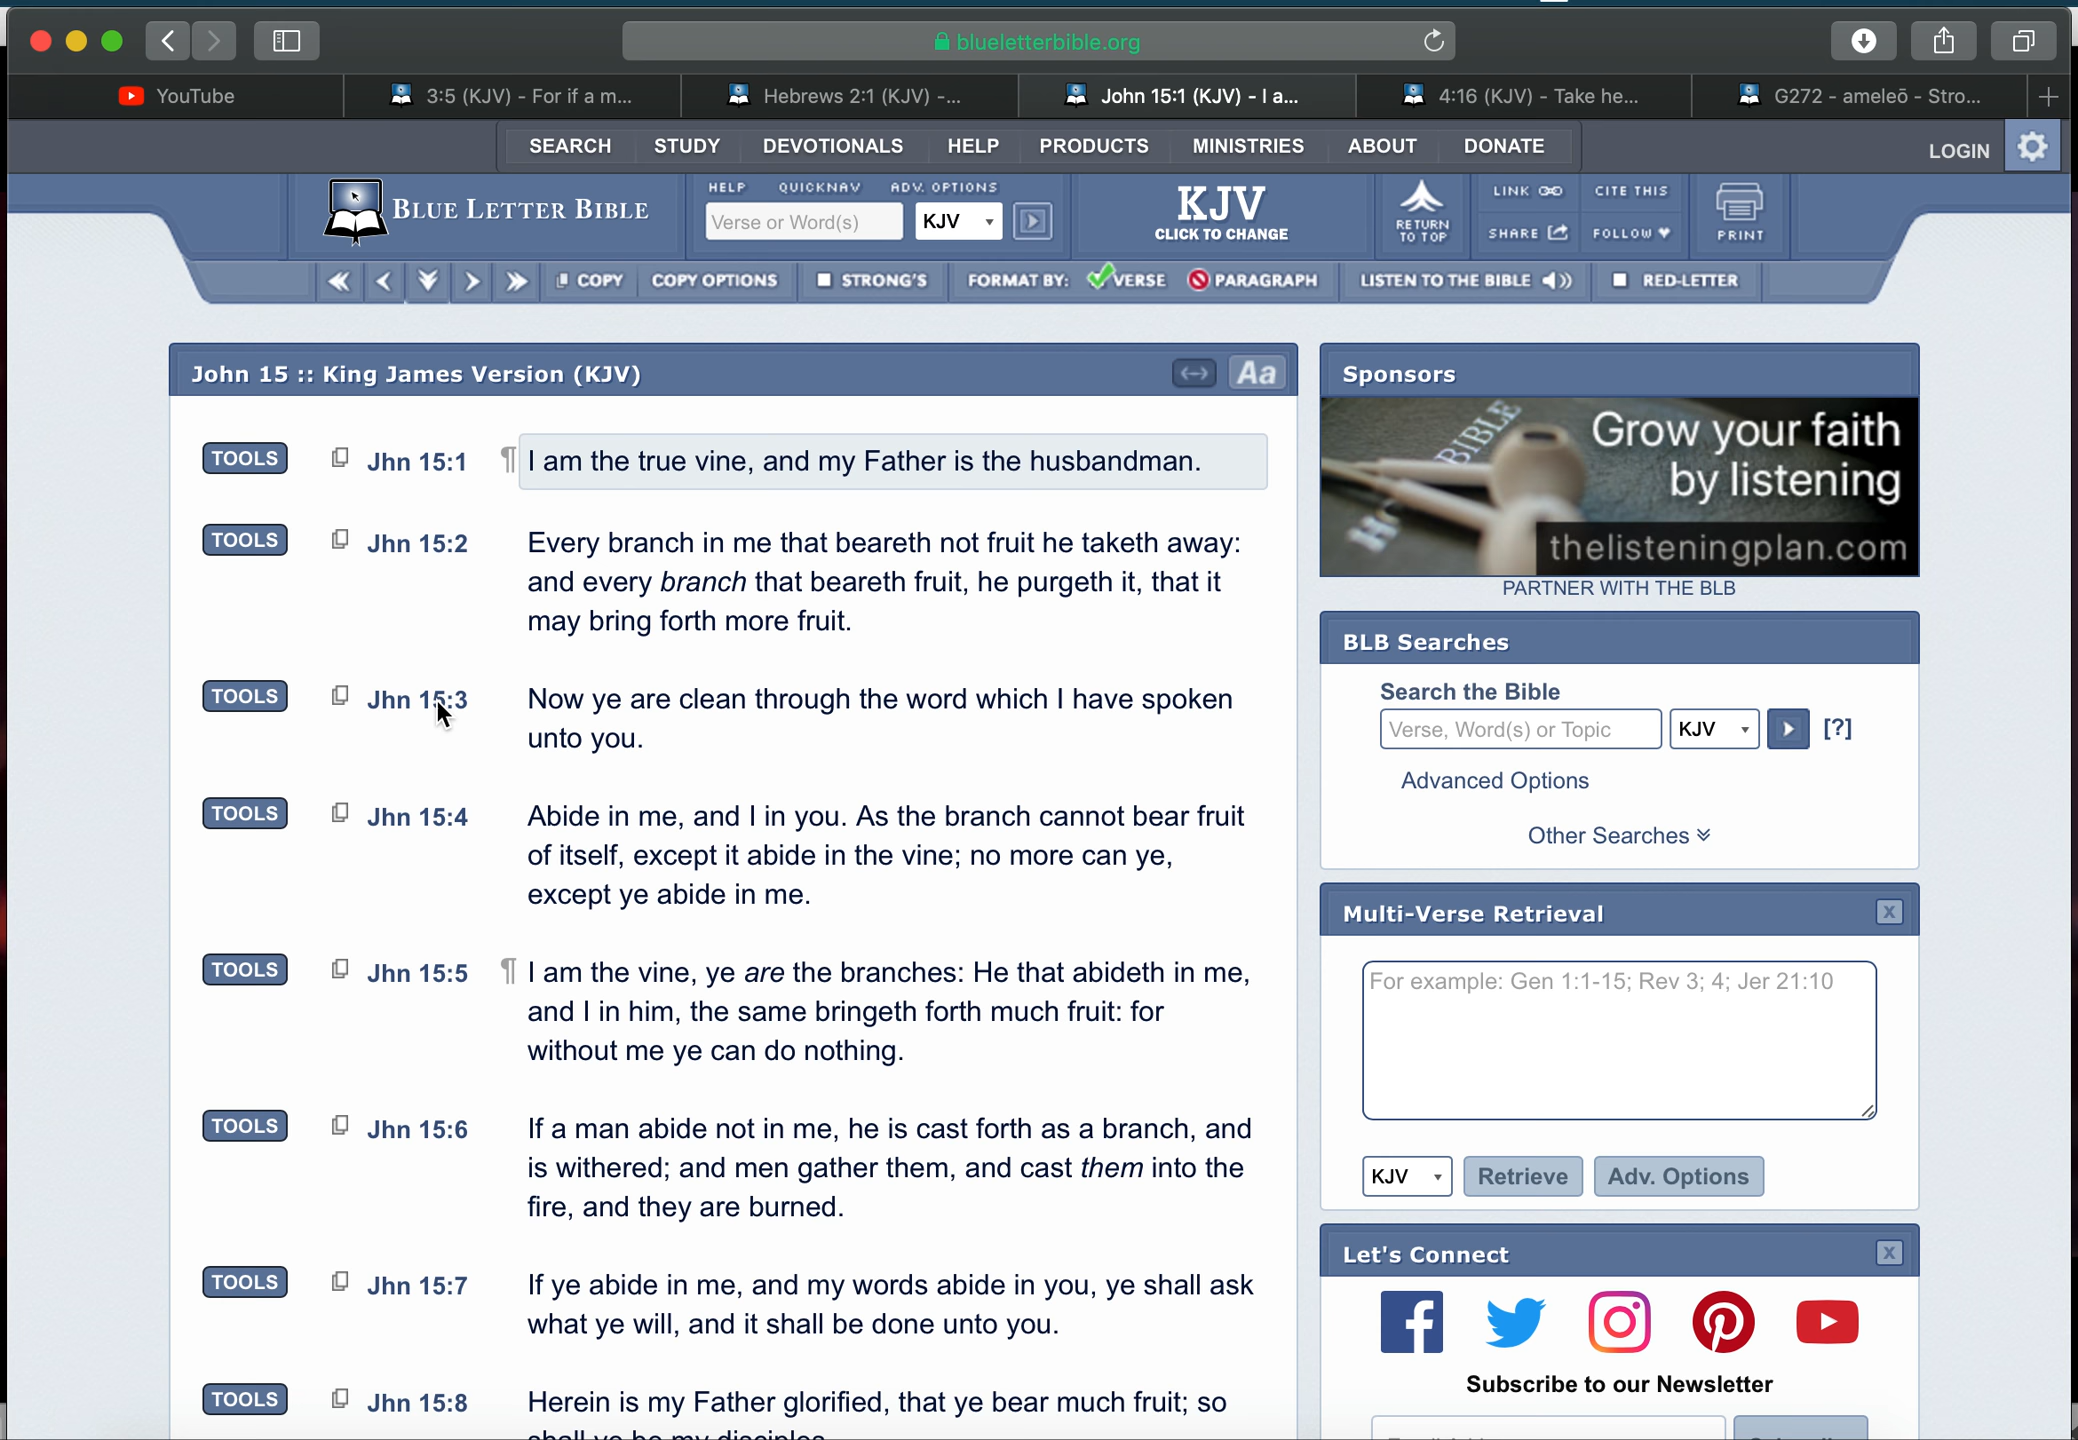 blueletterbible.org
YouTube
3:5 (KJV) - For if a m...
Hebrews 2:1 (KJV) -...
John 15:1 (KJV) - I a...
4:16 (KJV) - Take he...
G272 - ameleō - Stro...
SEARCH STUDY DEVOTIONALS HELP PRODUCTS MINISTRIES ABOUT DONATE
LOGIN
BLUE LETTER BIBLE
HELP QUICKNAV ADV. OPTIONS
Verse or Word(s)
KJV
KJV
CLICK TO CHANGE
RETURN
TO TOP
LINK
CITE THIS
SHARE
FOLLOW
PRINT
COPY COPY OPTIONS STRONG'S FORMAT BY: VERSE PARAGRAPH LISTEN TO THE BIBLE RED-LETTER
John 15 :: King James Version (KJV)
Aa
TOOLS Jhn 15:1 ¶ I am the true vine, and my Father is the husbandman.
TOOLS Jhn 15:2 Every branch in me that beareth not fruit he taketh away:
and every branch that beareth fruit, he purgeth it, that it
may bring forth more fruit.
TOOLS Jhn 15:3 Now ye are clean through the word which I have spoken
unto you.
TOOLS Jhn 15:4 Abide in me, and I in you. As the branch cannot bear fruit
of itself, except it abide in the vine; no more can ye,
except ye abide in me.
TOOLS Jhn 15:5 ¶ I am the vine, ye are the branches: He that abideth in me,
and I in him, the same bringeth forth much fruit: for
without me ye can do nothing.
TOOLS Jhn 15:6 If a man abide not in me, he is cast forth as a branch, and
is withered; and men gather them, and cast them into the
fire, and they are burned.
TOOLS Jhn 15:7 If ye abide in me, and my words abide in you, ye shall ask
what ye will, and it shall be done unto you.
TOOLS Jhn 15:8 Herein is my Father glorified, that ye bear much fruit; so
shall ye be my disciples.
Sponsors
BIBLE
Grow your faith
by listening
thelisteningplan.com
PARTNER WITH THE BLB
BLB Searches
Search the Bible
Verse, Word(s) or Topic
KJV
[?]
Advanced Options
Other Searches
Multi-Verse Retrieval
X
For example: Gen 1:1-15; Rev 3; 4; Jer 21:10
KJV
Retrieve
Adv. Options
Let's Connect
X
Subscribe to our Newsletter